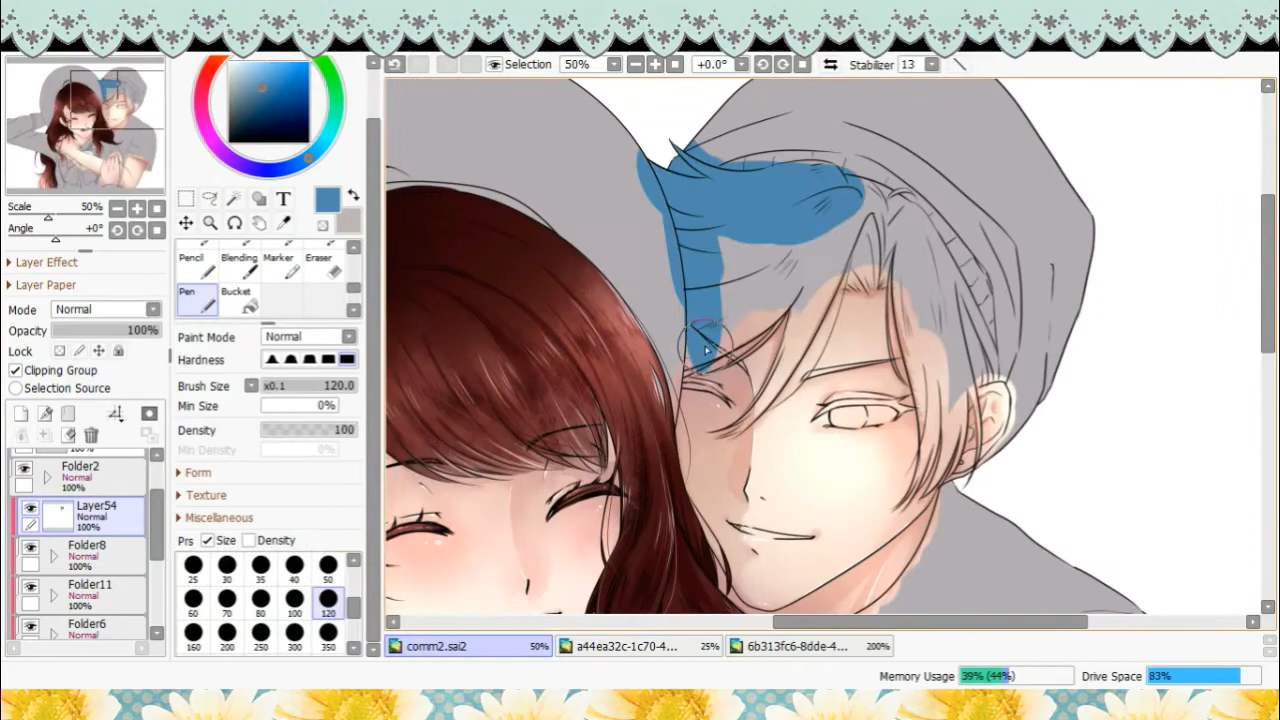 Selection 50% +0.0° Stabilizer 13
Scale 50%
Angle +0°
Layer Effect
Layer Paper
Mode Normal
Opacity 100%
Lock
Clipping Group
Selection Source
100%
Folder2
Normal
100%
Layer54
Normal
100%
Folder8
Normal
100%
Folder11
Normal
100%
Folder6
Normal
T
Pencil Blending Marker Eraser
Pen Bucket
Paint Mode Normal
Hardness
Brush Size x0.1 120.0
Min Size 0%
Density 100
Min Density 0%
Form
Texture
Miscellaneous
Prs Size Density
25 30 35 40 50
60 70 80 100 120
160 200 250 300 350
comm2.sai2 50% a44ea32c-1c70-4... 25% 6b313fc6-8dde-4... 200%
Memory Usage 39% (44%) Drive Space 83%